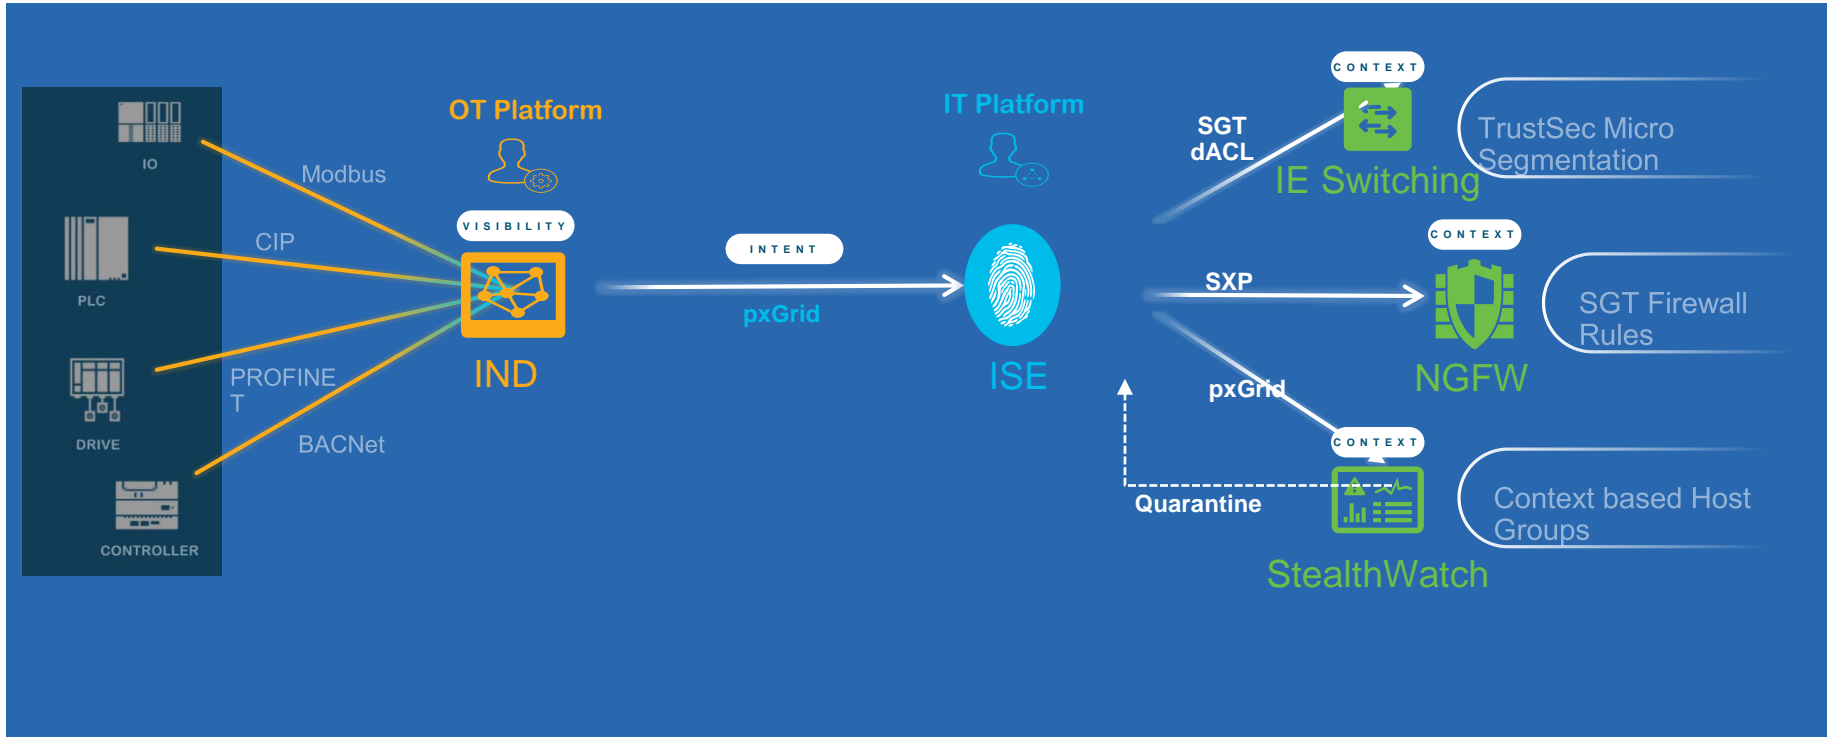 IO
PLC
DRIVE
CONTROLLER
Modbus
CIP
PROFINE
T
BACNet
OT Platform
VISIBILITY
IND
INTENT
pxGrid
IT Platform
ISE
SGT
dACL
CONTEXT
IE Switching
TrustSec Micro
Segmentation
SXP
CONTEXT
NGFW
SGT Firewall
Rules
pxGrid
CONTEXT
Quarantine
StealthWatch
Context based Host
Groups